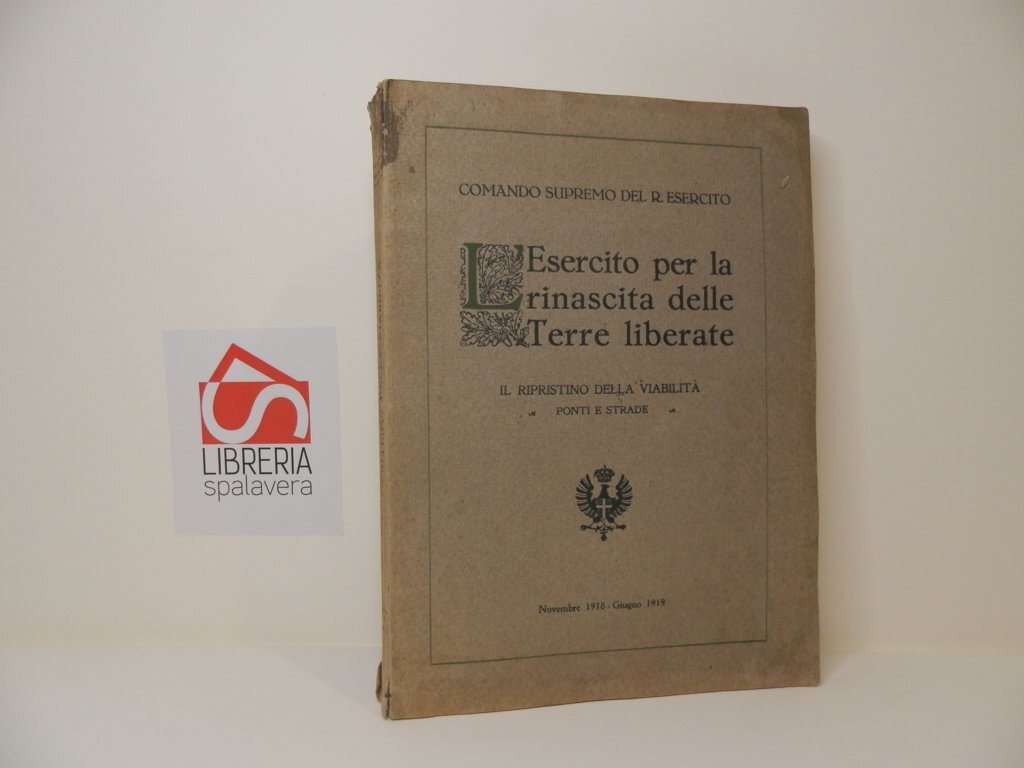 COMANDO SUPREMO DEL R. ESERCITO
L'Esercito per la
rinascita delle
Terre liberate
IL RIPRISTINO DELLA VIABILITÀ
PONTI E STRADE
Novembre 1918 - Giugno 1919
LIBRERIA
spalavera